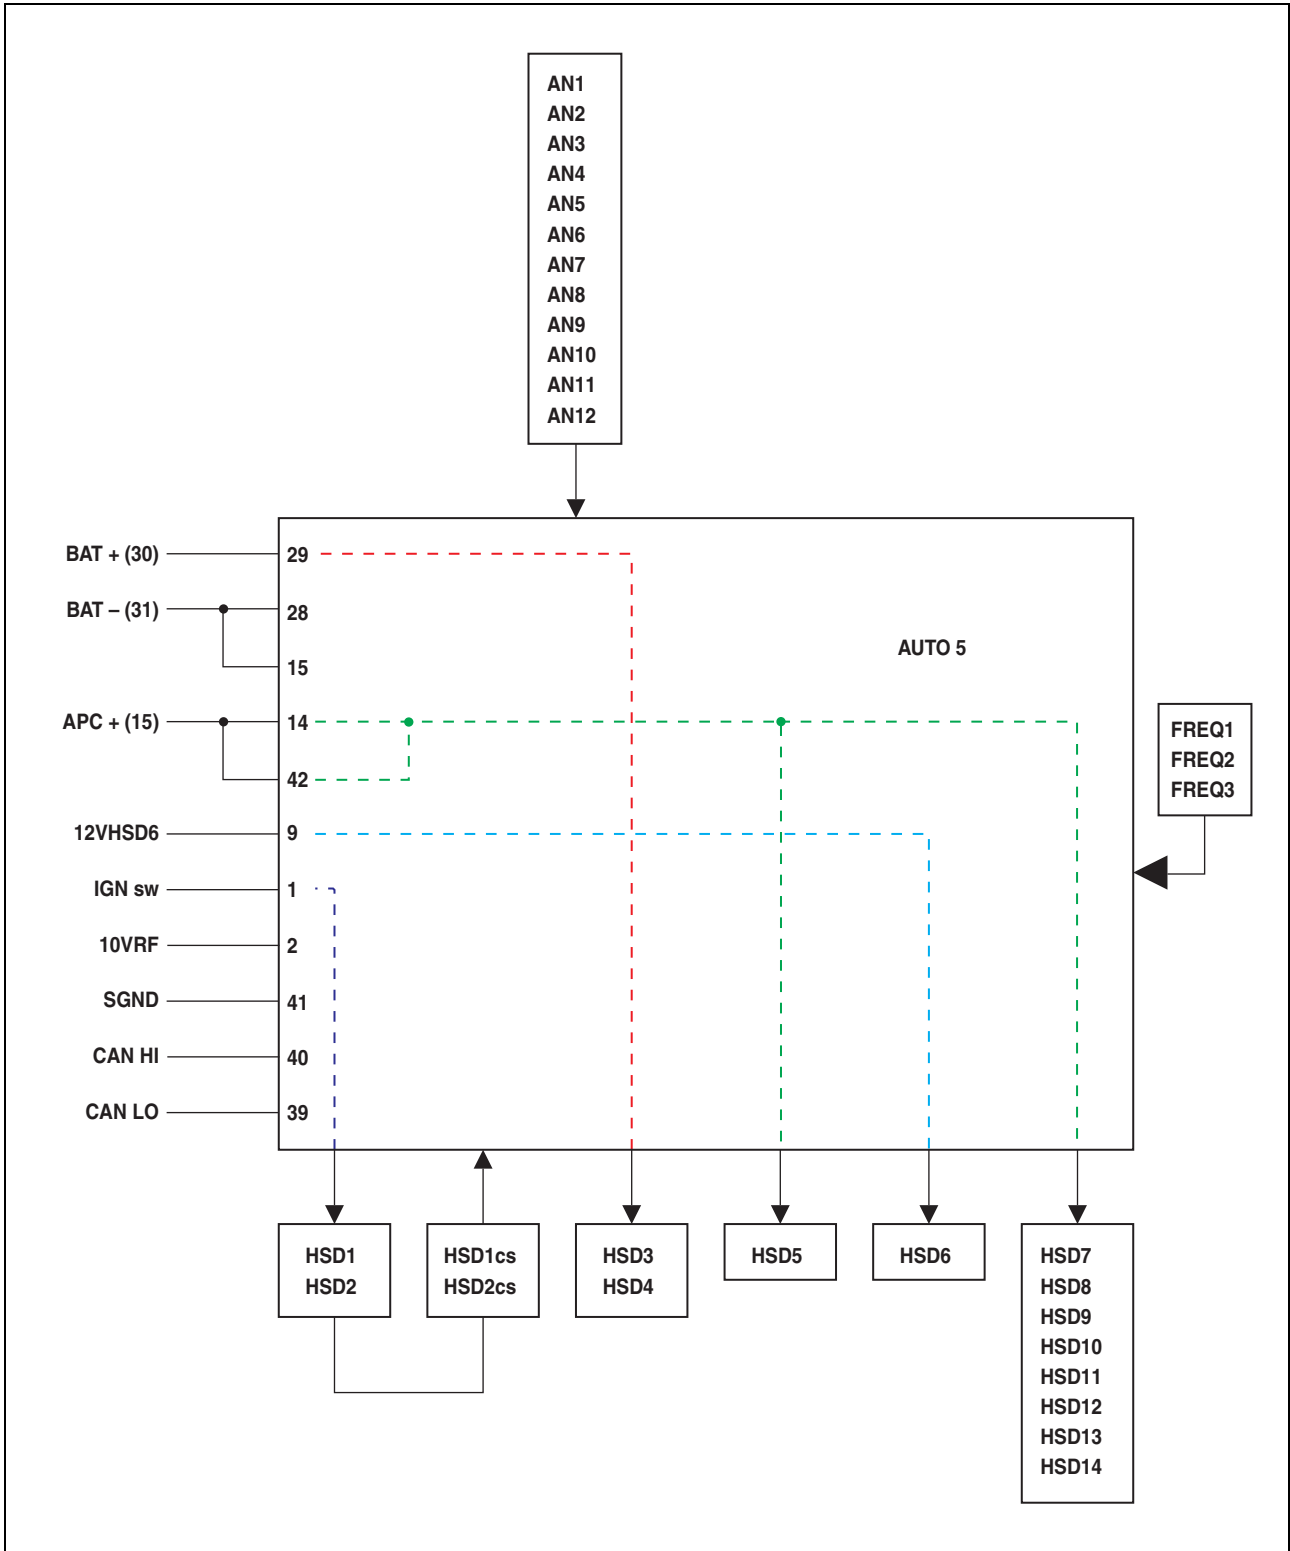 AN1
AN2
AN3
AN4
AN5
AN6
AN7
AN8
AN9
AN10
AN11
AN12
BAT + (30)
29
BAT – (31)
28
15
AUTO 5
APC + (15)
14
42
FREQ1
FREQ2
FREQ3
12VHSD6
9
IGN sw
1
10VRF
2
SGND
41
CAN HI
40
CAN LO
39
HSD1
HSD2
HSD1cs
HSD2cs
HSD3
HSD4
HSD5
HSD6
HSD7
HSD8
HSD9
HSD10
HSD11
HSD12
HSD13
HSD14